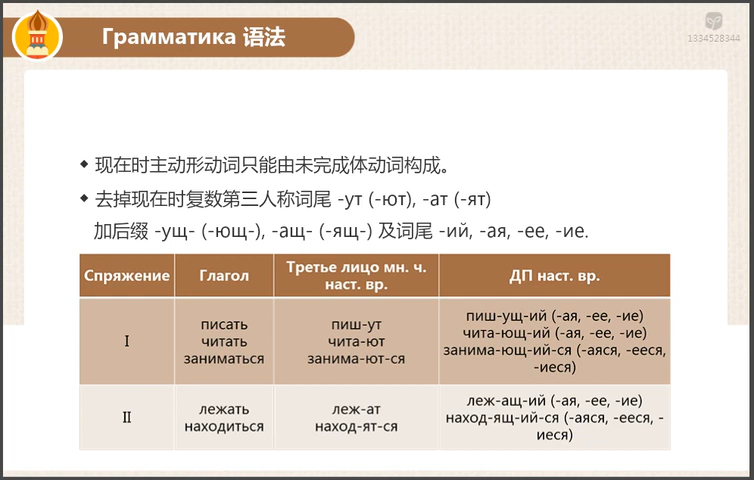 Грамматика 语法
1334528344
现在时主动形动词只能由未完成体动词构成。
去掉现在时复数第三人称词尾 -ут (-ют), -ат (-ят)
加后缀 -ущ- (-ющ-), -ащ- (-ящ-) 及词尾 -ий, -ая, -ее, -ие.
Спряжение
Глагол
Третье лицо мн. ч.
наст. вр.
ДП наст. вр.
I
писать
читать
заниматься
пиш-ут
чита-ют
занима-ют-ся
пиш-ущ-ий (-ая, -ее, -ие)
чита-ющ-ий (-ая, -ее, -ие)
занима-ющ-ий-ся (-аяся, -ееся,
-иеся)
II
лежать
находиться
леж-ат
наход-ят-ся
леж-ащ-ий (-ая, -ее, -ие)
наход-ящ-ий-ся (-аяся, -ееся, -
иеся)